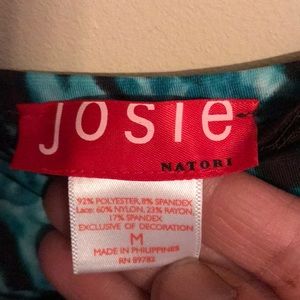 josie
NATORI
92% POLYESTER, 8% SPANDEX
Lace: 60% NYLON, 23% RAYON,
17% SPANDEX
EXCLUSIVE OF DECORATION
M
MADE IN PHILIPPINES
RN 89782